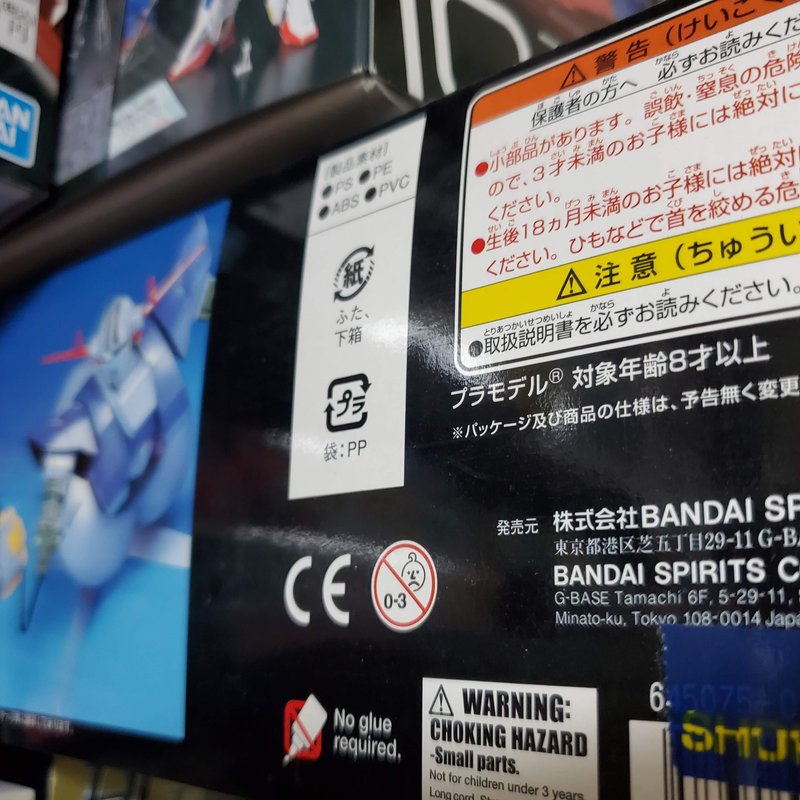 [製品素材]
●PS ●PE
●ABS ●PVC
紙
ふた、
下箱
プラ
袋：PP
⚠ 警告（けいこく
保護者の方へ 必ずお読みくだ
●小部品があります。誤飲・窒息の危険
ので、3才未満のお子様には絶対に
ください。
●生後18ヵ月未満のお子様には絶対
ください。ひもなどで首を絞める危
⚠ 注意（ちゅうい
●取扱説明書を必ずお読みください。
プラモデル® 対象年齢8才以上
※パッケージ及び商品の仕様は、予告無く変更
発売元 株式会社BANDAI SP
東京都港区芝五丁目29-11 G-BA
BANDAI SPIRITS C
G-BASE Tamachi 6F, 5-29-11,
Minato-ku, Tokyo 108-0014 Japa
CE
0-3
No glue
required.
⚠ WARNING:
CHOKING HAZARD
-Small parts.
Not for children under 3 years
Long cord.